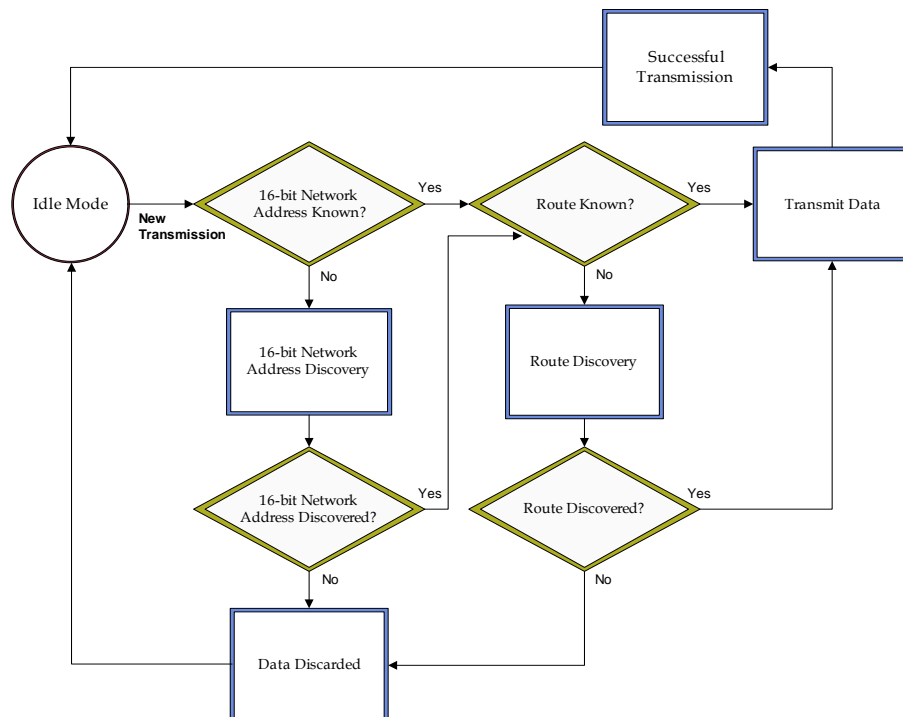 Successful
Transmission
Idle Mode
New
Transmission
16-bit Network
Address Known?
Yes
Route Known?
Yes
Transmit Data
No
No
16-bit Network
Address Discovery
Route Discovery
16-bit Network
Address Discovered?
Yes
Route Discovered?
Yes
No
No
Data Discarded